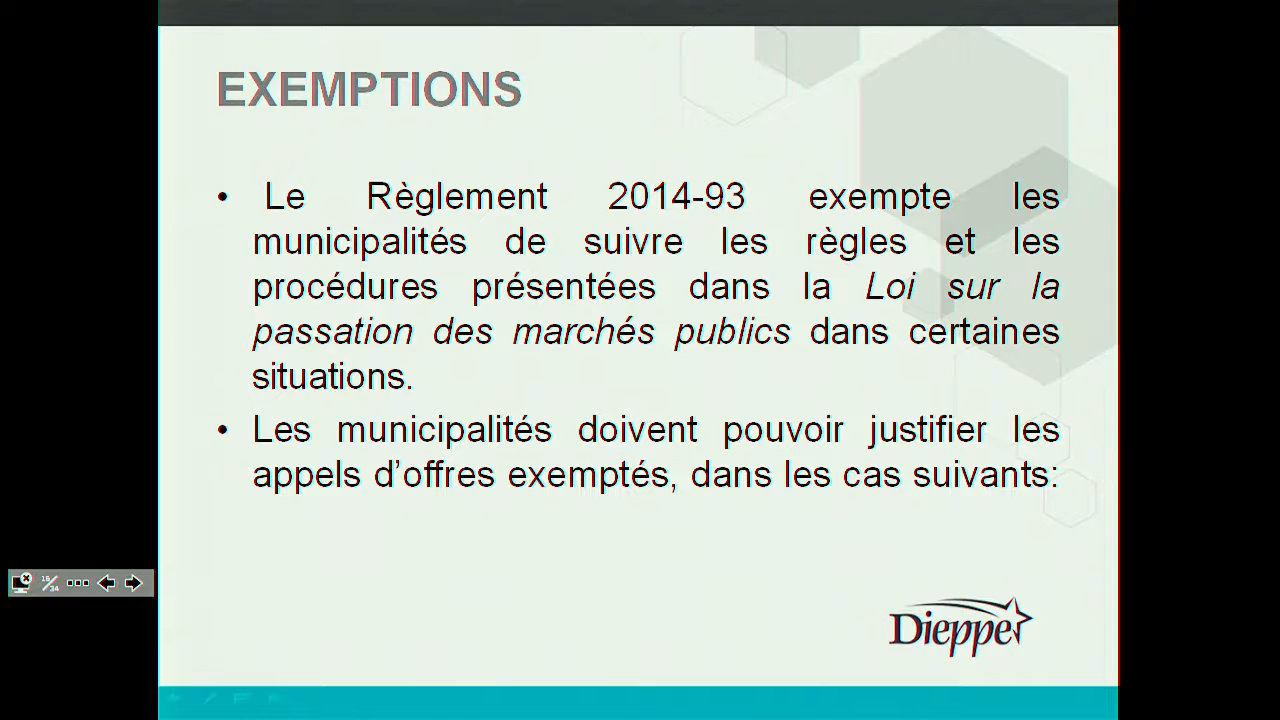 EXEMPTIONS
• Le Règlement 2014-93 exempte les
municipalités de suivre les règles et les
procédures présentées dans la Loi sur la
passation des marchés publics dans certaines
situations.
• Les municipalités doivent pouvoir justifier les
appels d’offres exemptés, dans les cas suivants:
Dieppe